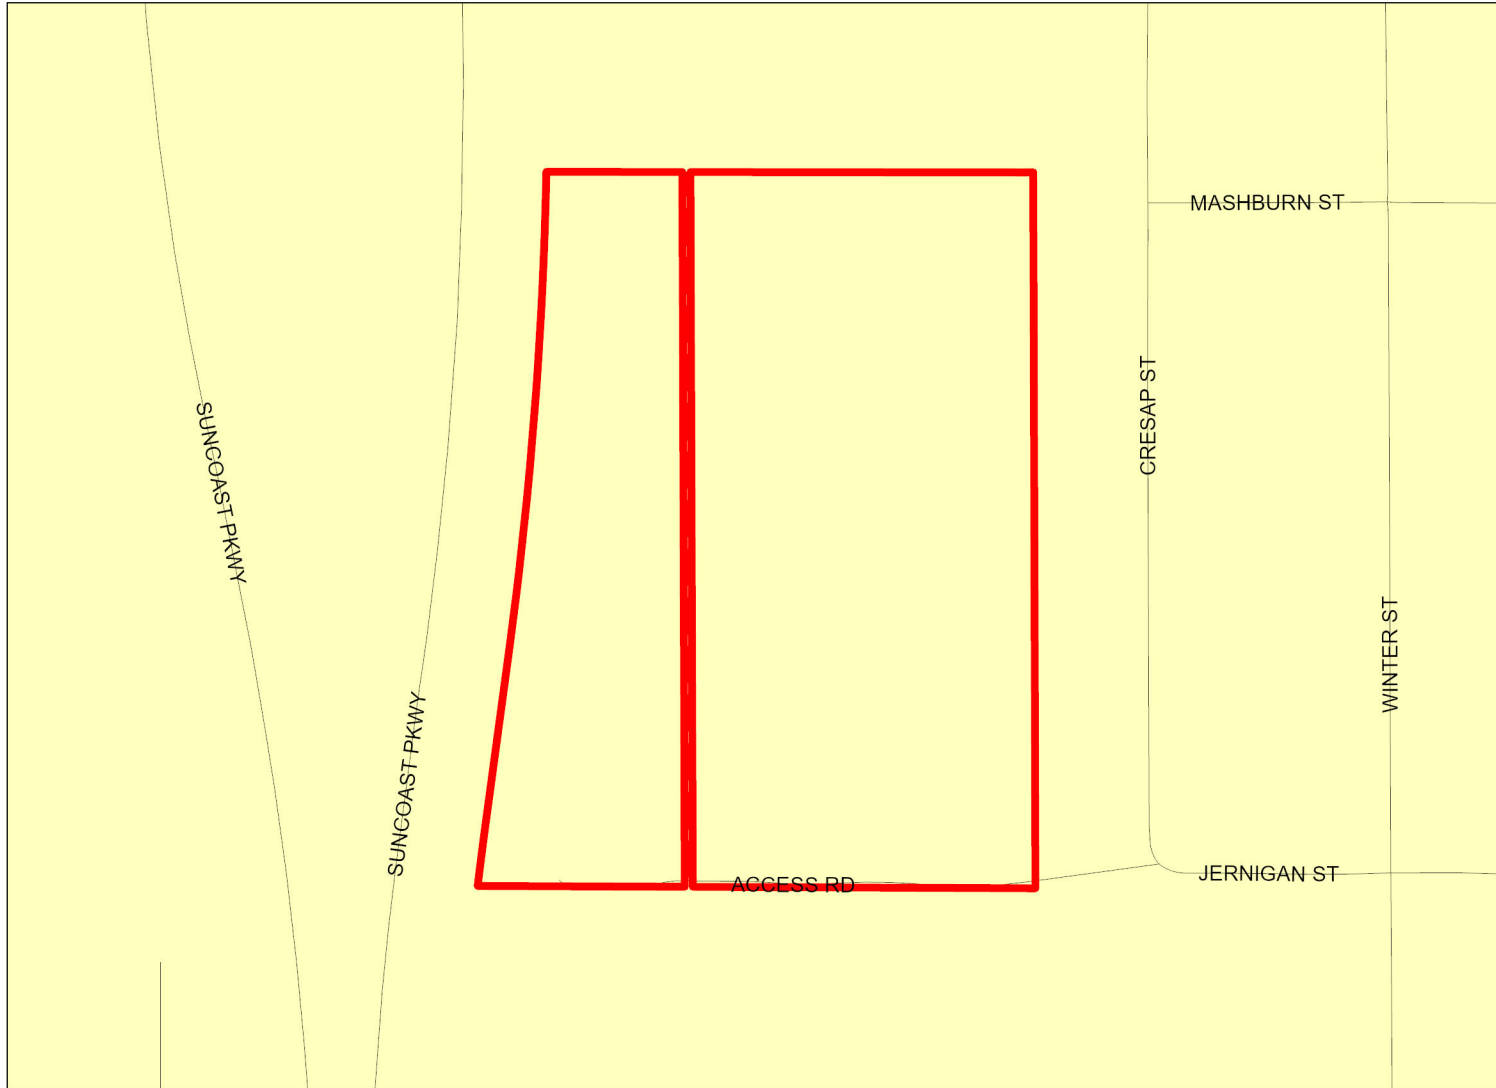 MASHBURN ST
CRESAP ST
SUNCOAST PKWY
WINTER ST
SUNCOAST PKWY
JERNIGAN ST
ACCESS RD